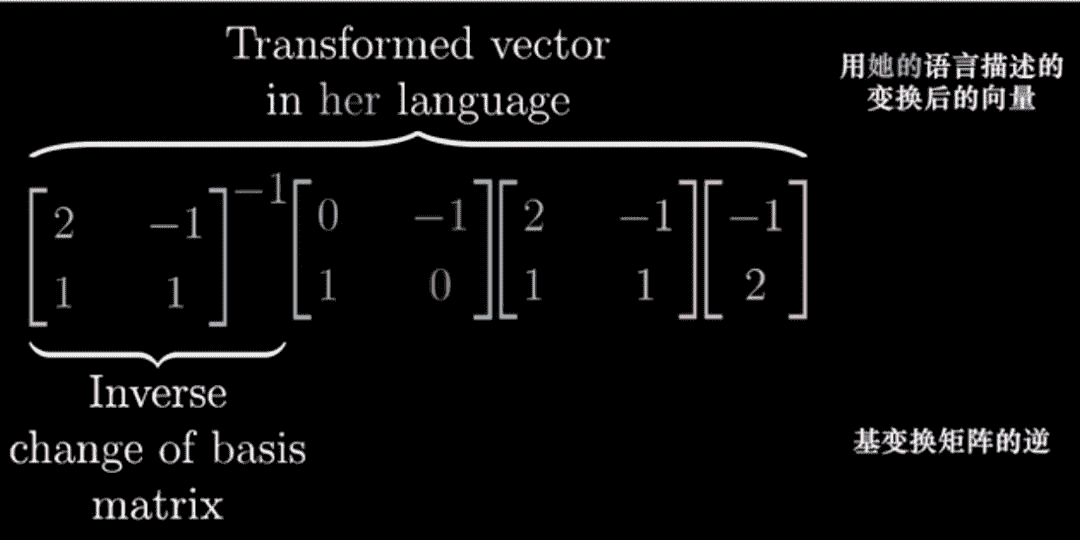 Transformed vector
in her language
用她的语言描述的
变换后的向量
[2 -1; 1 1]^-1 [0 -1; 1 0] [2 -1; 1 1] [-1; 2]
Inverse
change of basis
matrix
基变换矩阵的逆